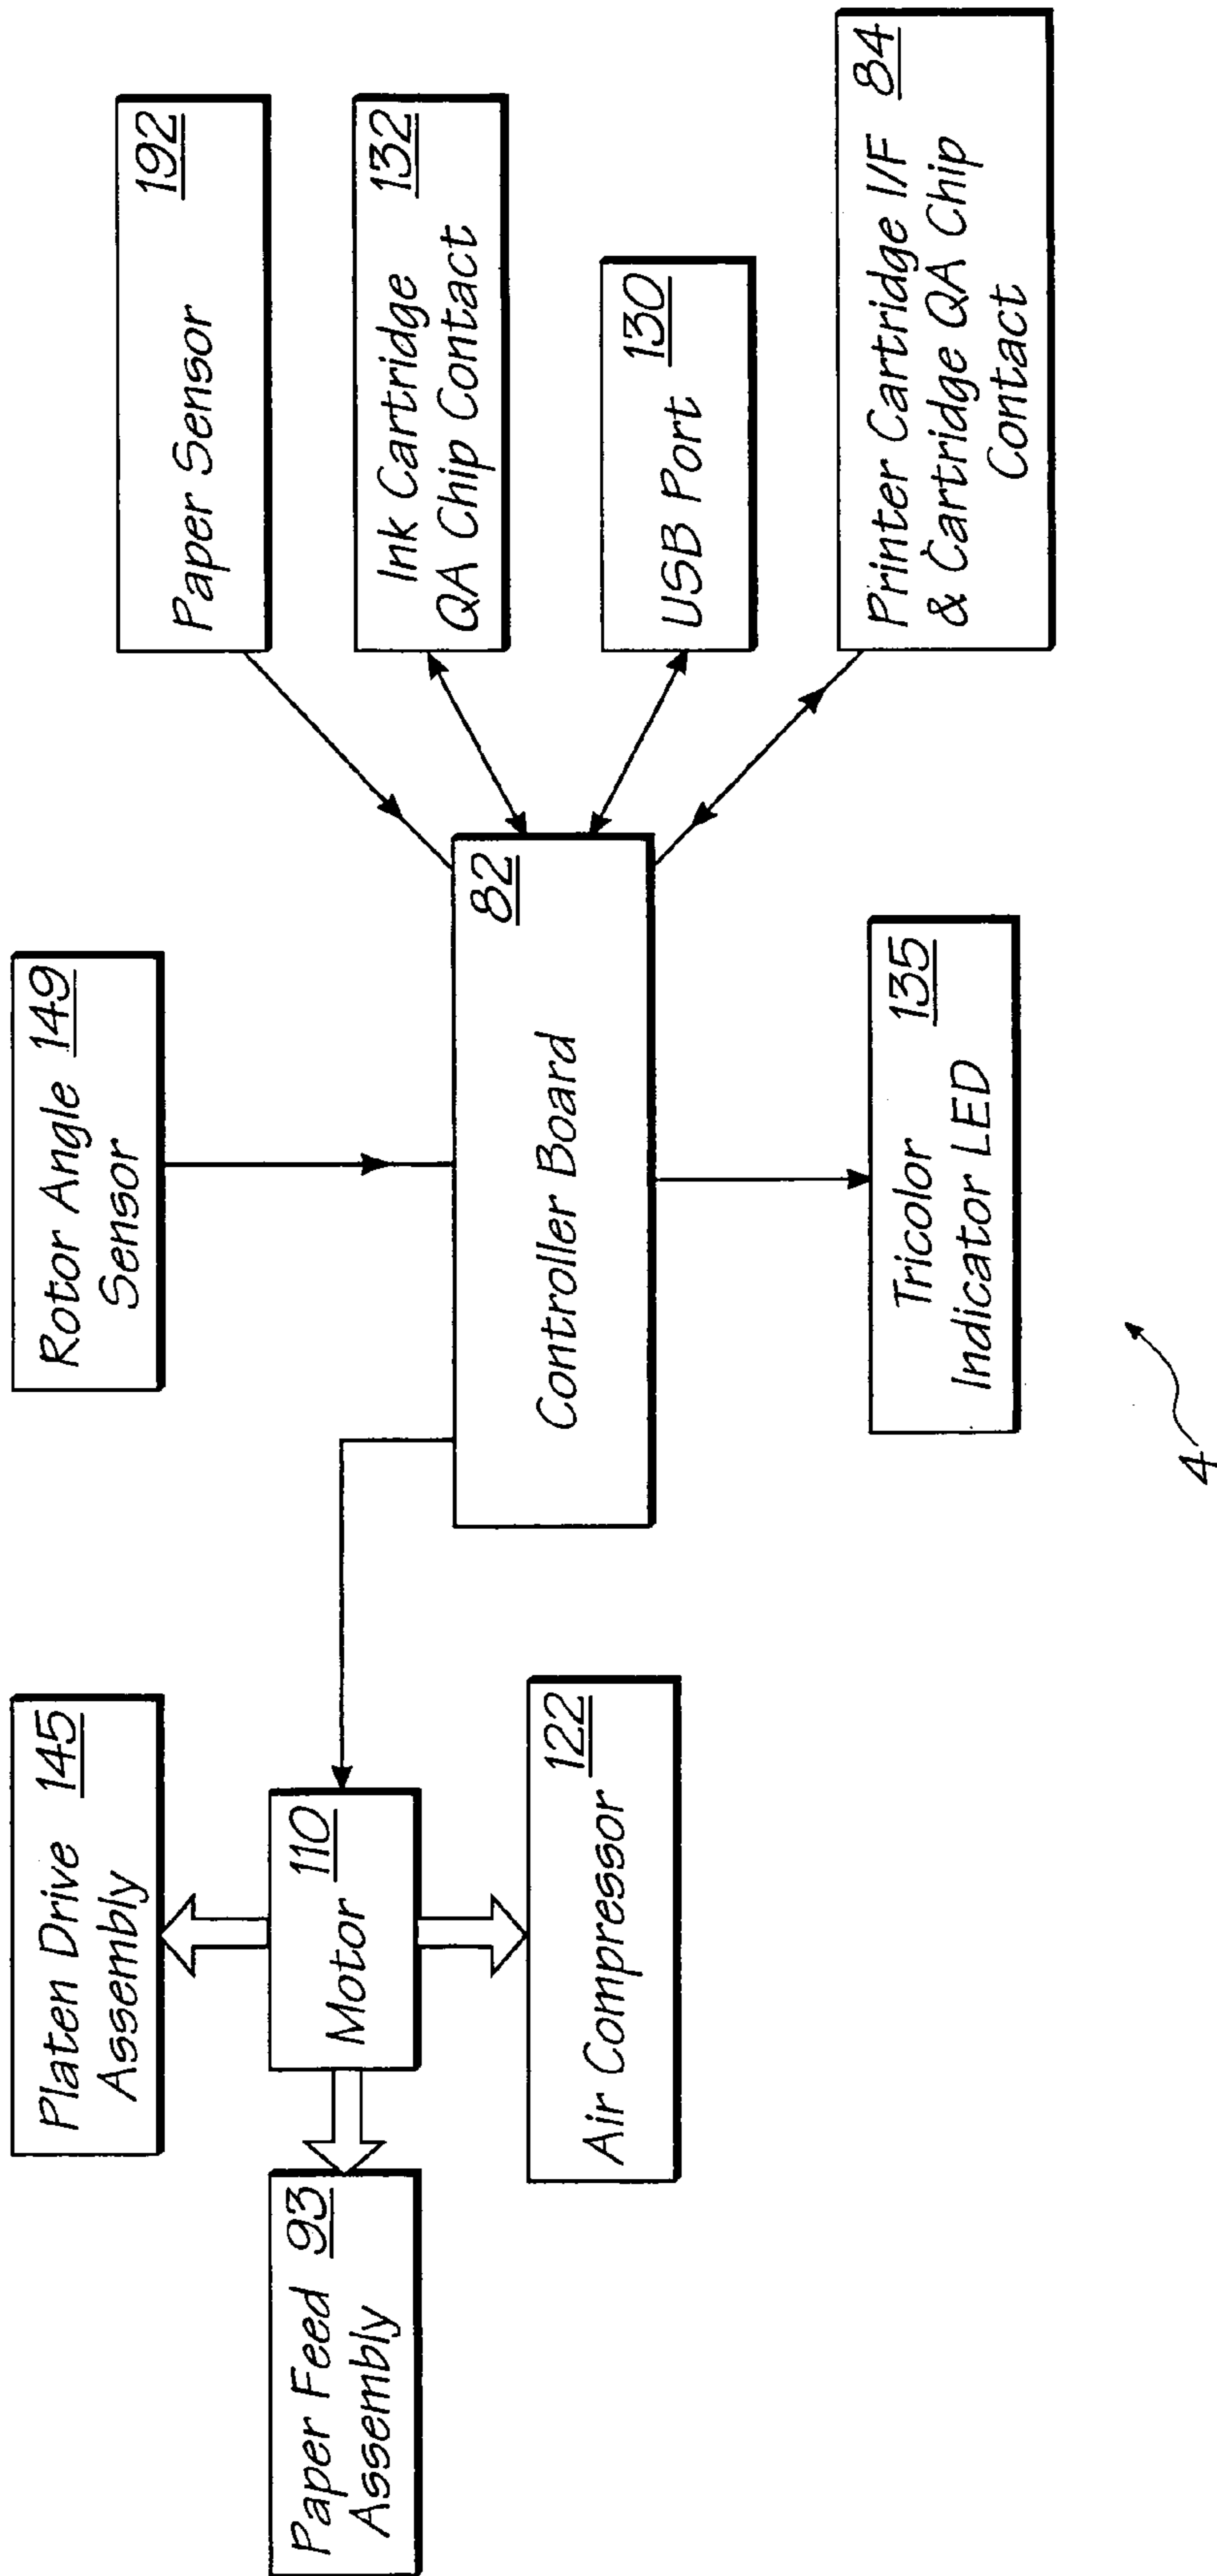 Platen Drive 145
Assembly
Rotor Angle 149
Sensor
Paper Sensor 192
Paper Feed 93
Assembly
Motor 110
Ink Cartridge 132
QA Chip Contact
Controller Board 82
Air Compressor 122
USB Port 130
Tricolor
Indicator LED 135
Printer Cartridge I/F 84
& Cartridge QA Chip
Contact
4